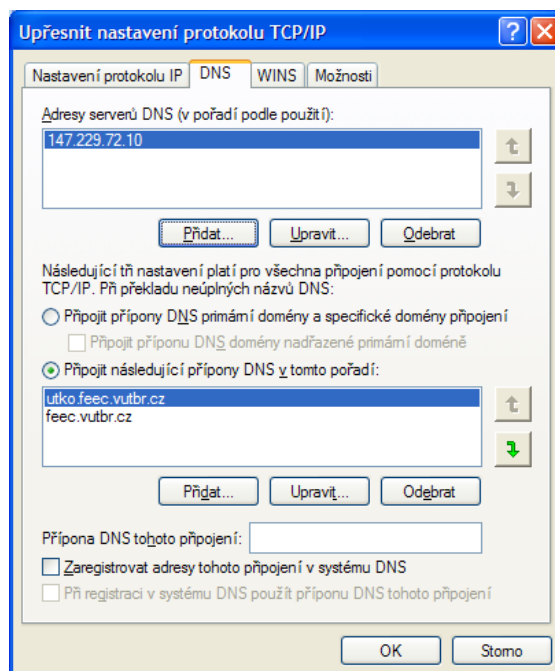 Upřesnit nastavení protokolu TCP/IP
Nastavení protokolu IP DNS WINS Možnosti
Adresy serverů DNS (v pořadí podle použití):
147.229.72.10
Přidat... Upravit... Odebrat
Následující tři nastavení platí pro všechna připojení pomocí protokolu
TCP/IP. Při překladu neúplných názvů DNS:
Připojit přípony DNS primární domény a specifické domény připojení
Připojit příponu DNS domény nadřazené primární doméně
Připojit následující přípony DNS v tomto pořadí:
utko.feec.vutbr.cz
feec.vutbr.cz
Přidat... Upravit... Odebrat
Přípona DNS tohoto připojení:
Zaregistrovat adresy tohoto připojení v systému DNS
Při registraci v systému DNS použít příponu DNS tohoto připojení
OK Storno